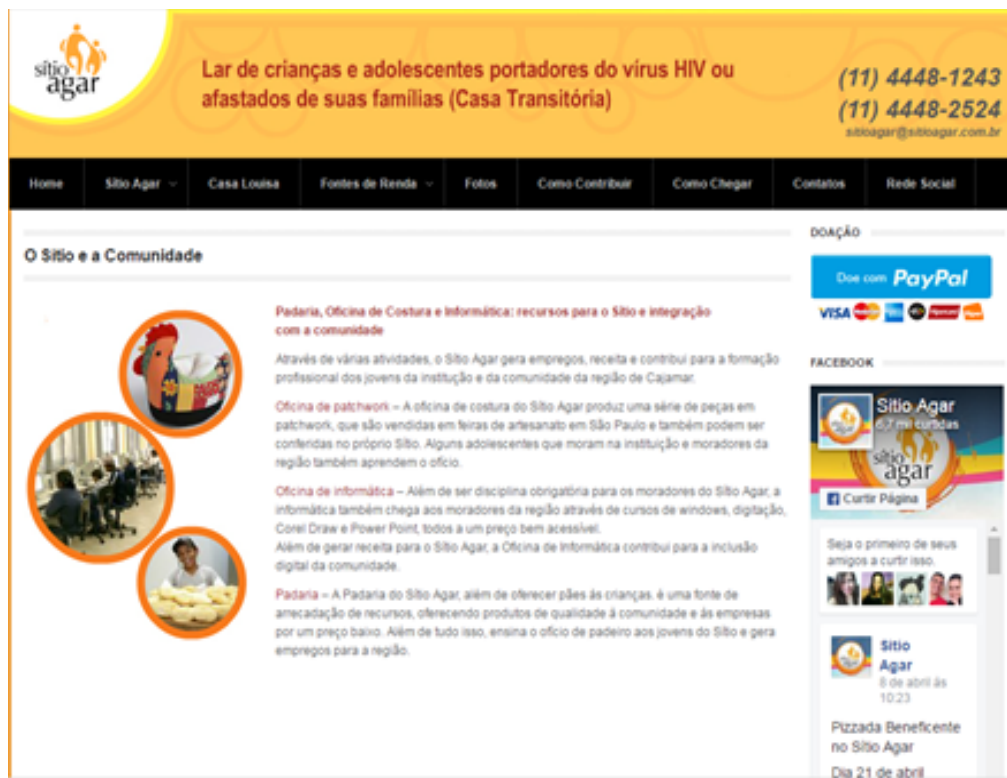 sítio
agar
Lar de crianças e adolescentes portadores do vírus HIV ou
afastados de suas famílias (Casa Transitória)
(11) 4448-1243
(11) 4448-2524
sitioagar@sitioagar.com.br
Home Sítio Agar Casa Louisa Fontes de Renda Fotos Como Contribuir Como Chegar Contatos Rede Social
O Sítio e a Comunidade
Padaria, Oficina de Costura e Informática: recursos para o Sítio e integração
com a comunidade
Através de várias atividades, o Sítio Agar gera empregos, receita e contribui para a formação
profissional dos jovens da institução e da comunidade da região de Cajamar.
Oficina de patchwork – A oficina de costura do Sítio Agar produz uma série de peças em
patchwork, que são vendidas em feiras de artesanato em São Paulo e também podem ser
conferidas no próprio Sítio. Alguns adolescentes que moram na instituição e moradores da
região também aprendem o ofício.
Oficina de informática – Além de ser disciplina obrigatória para os moradores do Sítio Agar, a
informática também chega aos moradores da região através de cursos de windows, digitação,
Corel Draw e Power Point, todos a um preço bem acessível.
Além de gerar receita para o Sítio Agar, a Oficina de Informática contribui para a inclusão
digital da comunidade.
Padaria – A Padaria do Sítio Agar, além de oferecer pães ás crianças. é uma fonte de
arrecadação de recursos, oferecendo produtos de qualidade á comunidade e ás empresas
por um preço baixo. Além de tudo isso, ensina o ofício de padeiro aos jovens do Sítio e gera
empregos para a região.
DOAÇÃO
Doe com PayPal
VISA
FACEBOOK
Sítio Agar
6,7 mil curtidas
sítio
agar
Curtir Página
Seja o primeiro de seus
amigos a curtir isso.
Sítio
Agar
8 de abril às
10:23
Pizzada Beneficente
no Sítio Agar
Dia 21 de abril